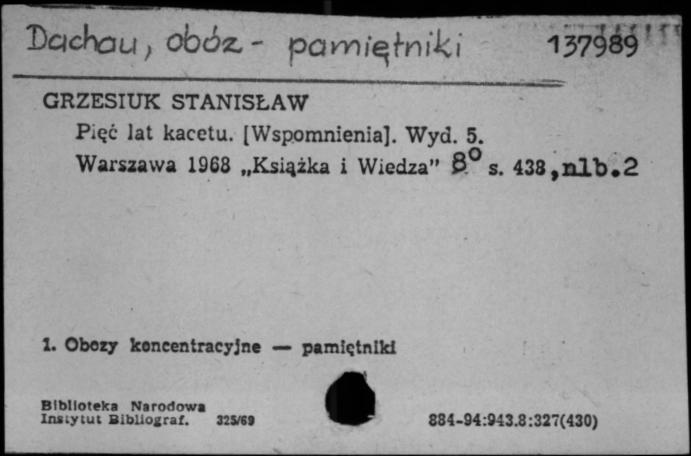 Dachau, obóz - pamiętniki 137989
GRZESIUK STANISŁAW
Pięć lat kacetu. [Wspomnienia]. Wyd. 5.
Warszawa 1968 „Książka i Wiedza” 8° s. 438, nlb. 2
1. Obozy koncentracyjne — pamiętniki
Biblioteka Narodowa
Instytut Bibliograf. 325/69
884-94:943.8:327(430)